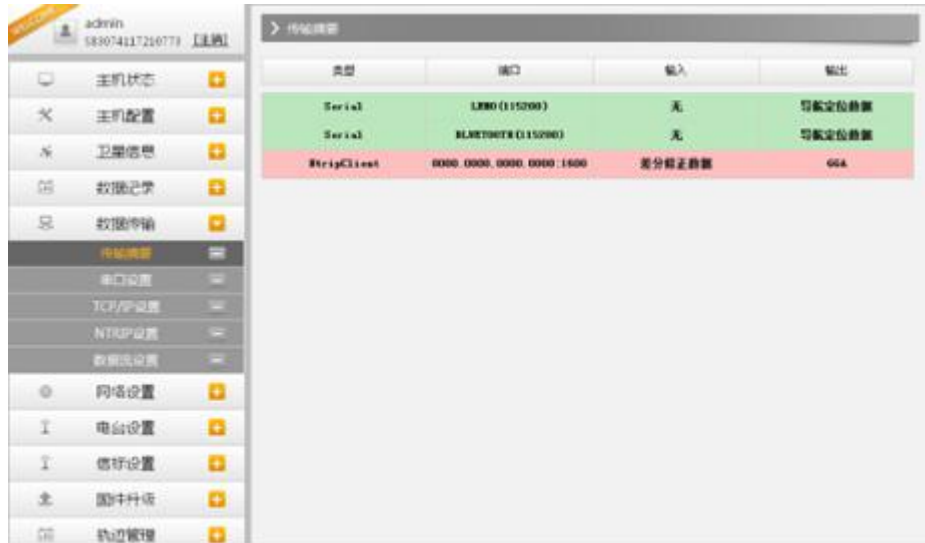 WELCOME
admin
583074117210773 【注销】
传输摘要
主机状态
主机配置
卫星信息
数据记录
数据传输
传输摘要
串口设置
TCP/IP设置
NTRIP设置
数据流设置
网络设置
电台设置
信标设置
固件升级
轨迹管理
类型 端口 输入 输出
Serial LEMO(115200) 无 导航定位数据
Serial BLUETOOTH(115200) 无 导航定位数据
NtripClient 0000.0000.0000.0000:1600 差分修正数据 GGA